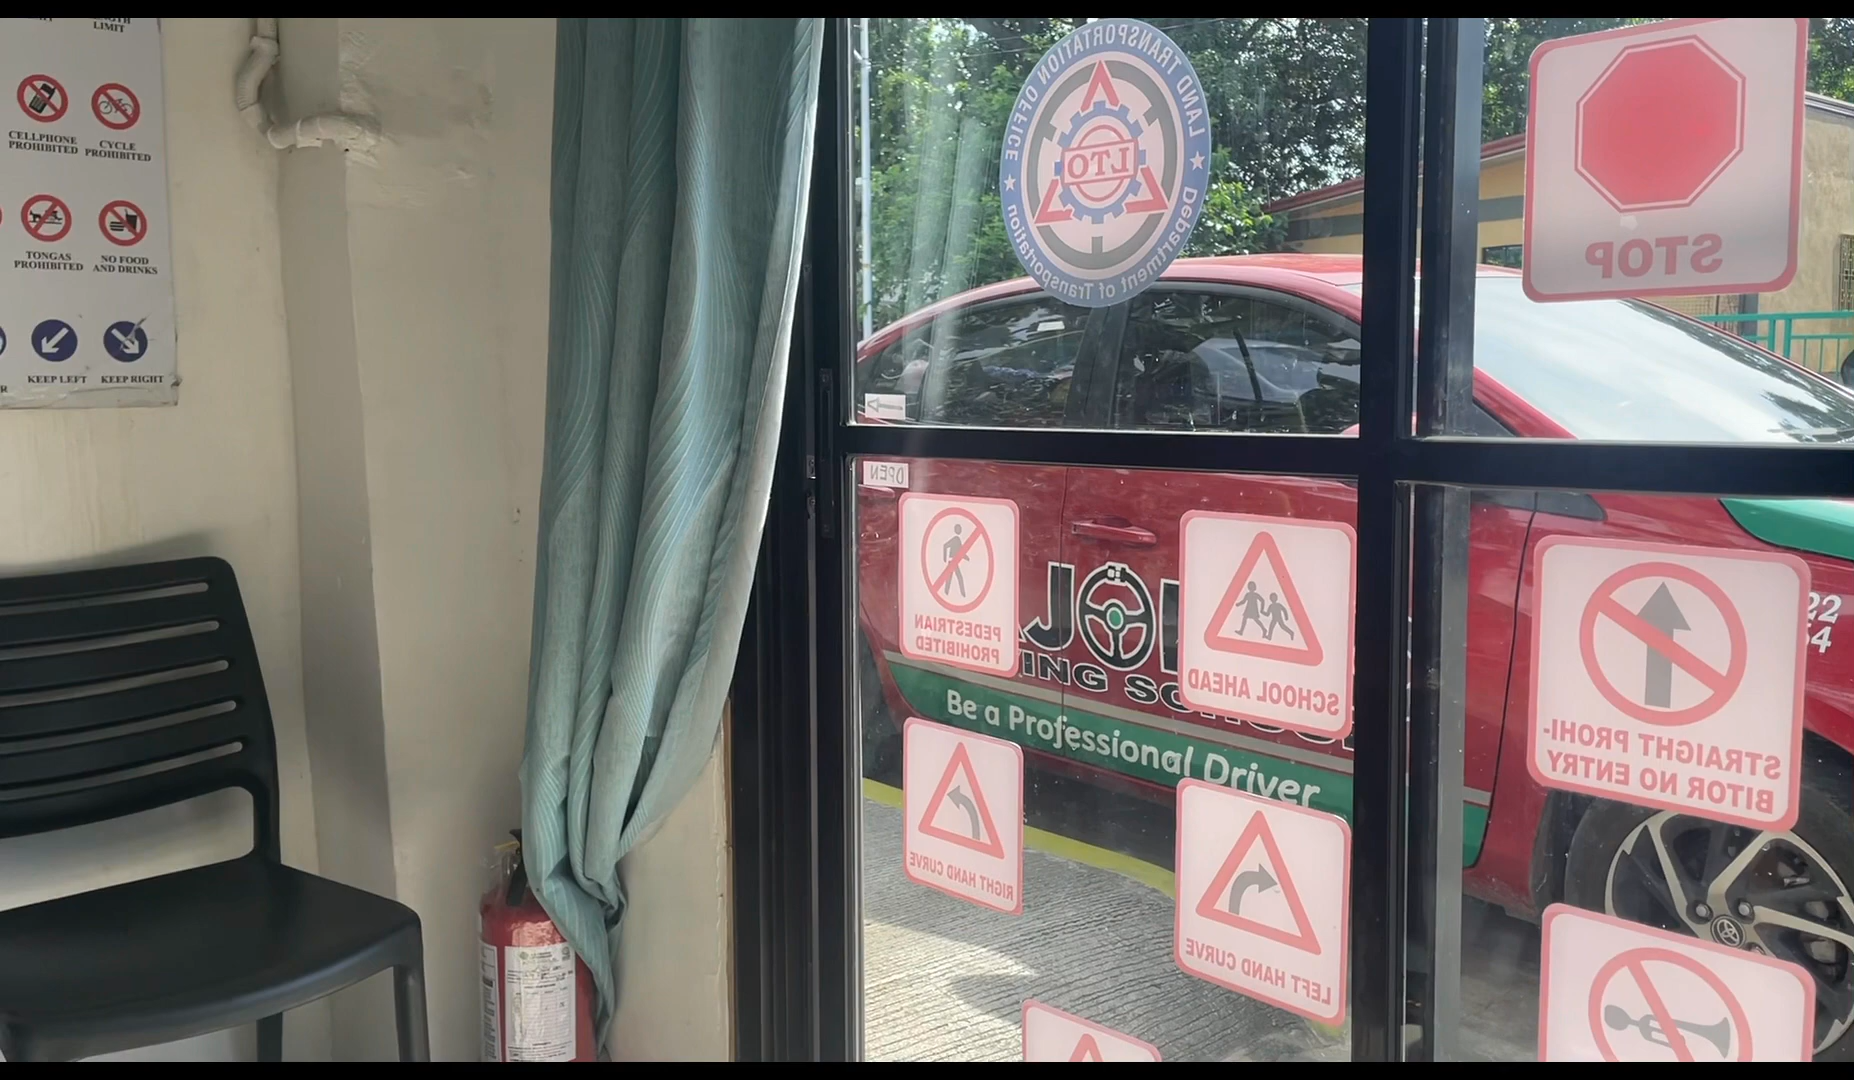 LIMIT
CELLPHONE
PROHIBITED
CYCLE
PROHIBITED
TONGAS
PROHIBITED
NO FOOD
AND DRINKS
KEEP LEFT
KEEP RIGHT
LAND TRANSPORTATION OFFICE
LTO
Department of Transportation
STOP
OPEN
PEDESTRIAN
PROHIBITED
SCHOOL AHEAD
STRAIGHT PROHI-
BITOR NO ENTRY
RIGHT HAND CURVE
LEFT HAND CURVE
Be a Professional Driver
22